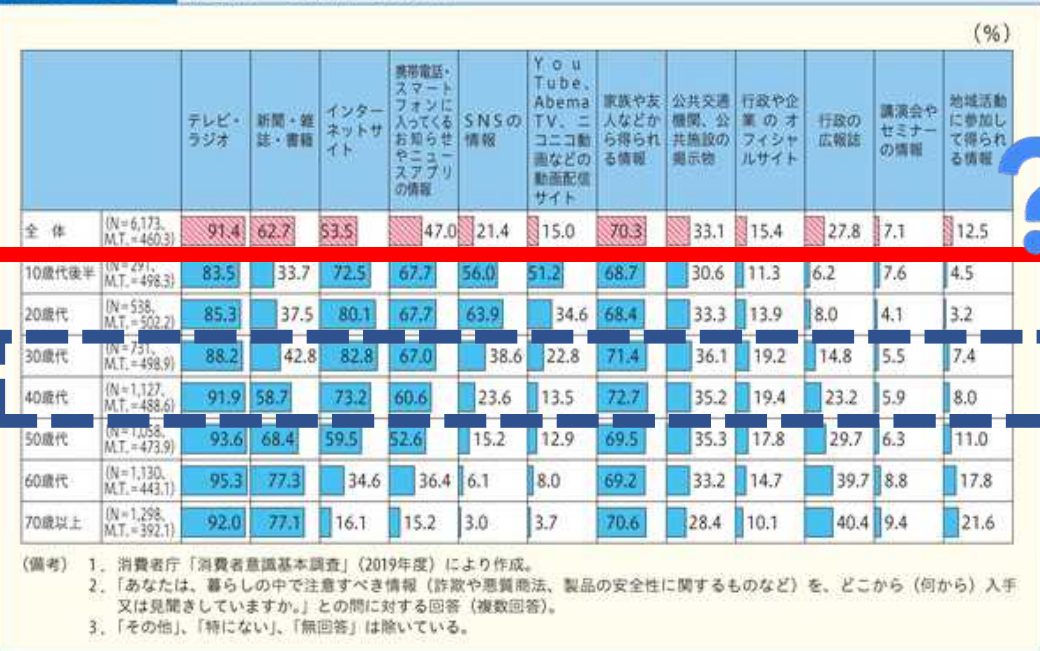 (%)
テレビ・ラジオ
新聞・雑誌・書籍
インターネットサイト
携帯電話・スマートフォンに入ってくるお知らせやニュースアプリの情報
SNSの情報
YouTube、AbemaTV、ニコニコ動画などの動画配信サイト
家族や友人などから得られる情報
公共交通機関、公共施設の掲示物
行政や企業のオフィシャルサイト
行政の広報誌
講演会やセミナーの情報
地域活動に参加して得られる情報
全 体 (N=6,173、M.T.=460.3) 91.4 62.7 53.5 47.0 21.4 15.0 70.3 33.1 15.4 27.8 7.1 12.5
10歳代後半 (N=291、M.T.=498.3) 83.5 33.7 72.5 67.7 56.0 51.2 68.7 30.6 11.3 6.2 7.6 4.5
20歳代 (N=538、M.T.=502.2) 85.3 37.5 80.1 67.7 63.9 34.6 68.4 33.3 13.9 8.0 4.1 3.2
30歳代 (N=731、M.T.=498.9) 88.2 42.8 82.8 67.0 38.6 22.8 71.4 36.1 19.2 14.8 5.5 7.4
40歳代 (N=1,127、M.T.=488.6) 91.9 58.7 73.2 60.6 23.6 13.5 72.7 35.2 19.4 23.2 5.9 8.0
50歳代 (N=1,058、M.T.=473.9) 93.6 68.4 59.5 52.6 15.2 12.9 69.5 35.3 17.8 29.7 6.3 11.0
60歳代 (N=1,130、M.T.=443.1) 95.3 77.3 34.6 36.4 6.1 8.0 69.2 33.2 14.7 39.7 8.8 17.8
70歳以上 (N=1,298、M.T.=392.1) 92.0 77.1 16.1 15.2 3.0 3.7 70.6 28.4 10.1 40.4 9.4 21.6
(備考) 1．消費者庁「消費者意識基本調査」(2019年度) により作成。
2．「あなたは、暮らしの中で注意すべき情報（詐欺や悪質商法、製品の安全性に関するものなど）を、どこから（何から）入手
又は見聞きしていますか。」との問に対する回答（複数回答）。
3．「その他」、「特にない」、「無回答」は除いている。